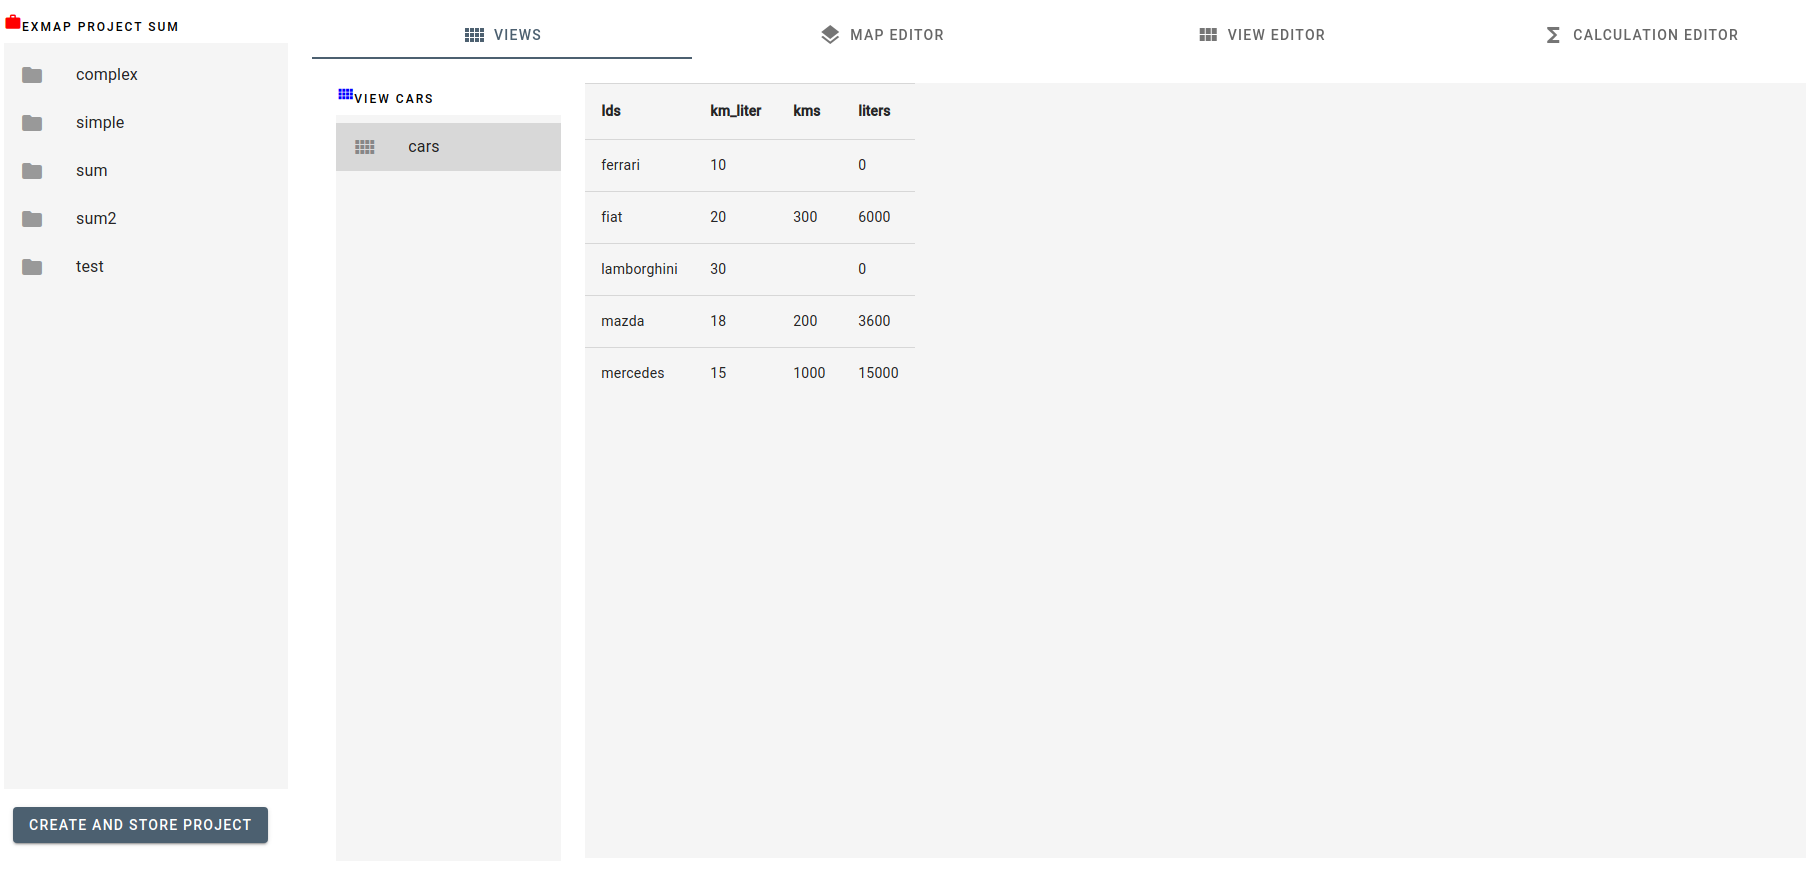 EXMAP PROJECT SUM
complex
simple
sum
sum2
test
CREATE AND STORE PROJECT
VIEWS MAP EDITOR VIEW EDITOR CALCULATION EDITOR
VIEW CARS
cars
Ids km_liter kms liters
ferrari 10 0
fiat 20 300 6000
lamborghini 30 0
mazda 18 200 3600
mercedes 15 1000 15000